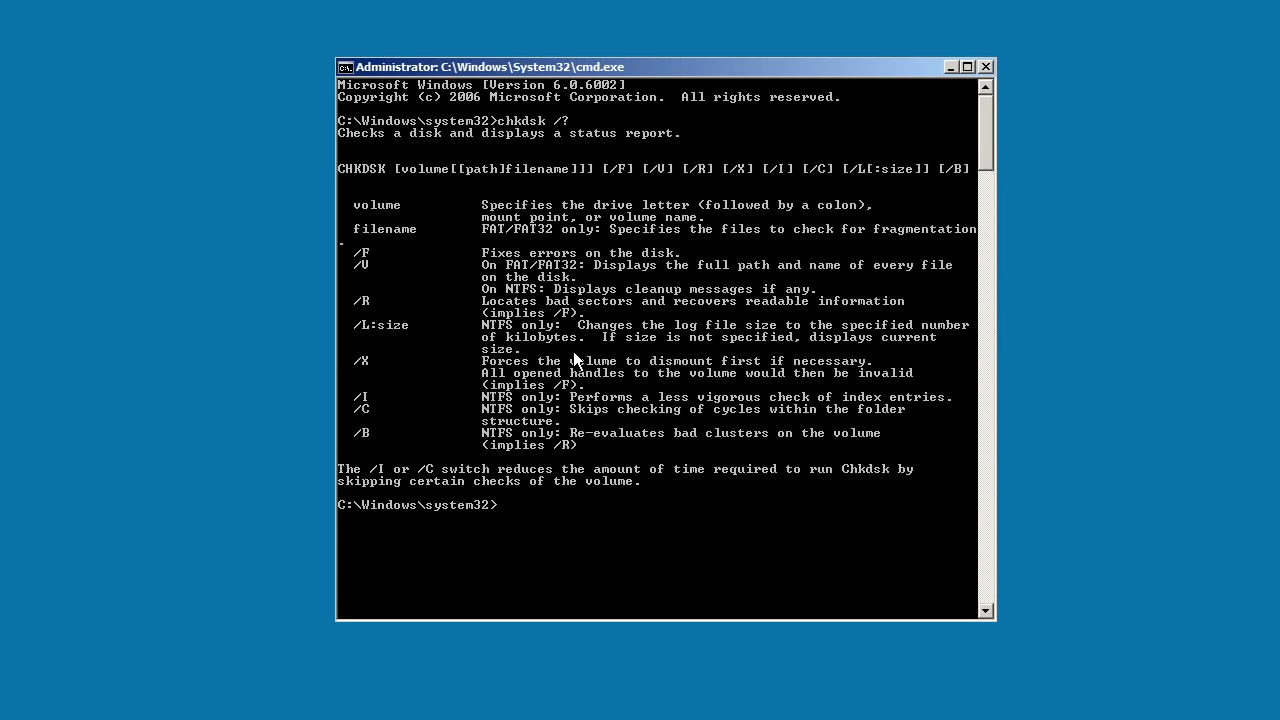 Administrator: C:\Windows\System32\cmd.exe
Microsoft Windows [Version 6.0.6002]
Copyright (c) 2006 Microsoft Corporation.  All rights reserved.
C:\Windows\system32>chkdsk /?
Checks a disk and displays a status report.
CHKDSK [volume[[path]filename]]] [/F] [/V] [/R] [/X] [/I] [/C] [/L[:size]] [/B]
volume          Specifies the drive letter (followed by a colon),
mount point, or volume name.
filename        FAT/FAT32 only: Specifies the files to check for fragmentation
.
/F              Fixes errors on the disk.
/V              On FAT/FAT32: Displays the full path and name of every file
on the disk.
On NTFS: Displays cleanup messages if any.
/R              Locates bad sectors and recovers readable information
(implies /F).
/L:size         NTFS only:  Changes the log file size to the specified number
of kilobytes.  If size is not specified, displays current
size.
/X              Forces the volume to dismount first if necessary.
All opened handles to the volume would then be invalid
(implies /F).
/I              NTFS only: Performs a less vigorous check of index entries.
/C              NTFS only: Skips checking of cycles within the folder
structure.
/B              NTFS only: Re-evaluates bad clusters on the volume
(implies /R)
The /I or /C switch reduces the amount of time required to run Chkdsk by
skipping certain checks of the volume.
C:\Windows\system32>